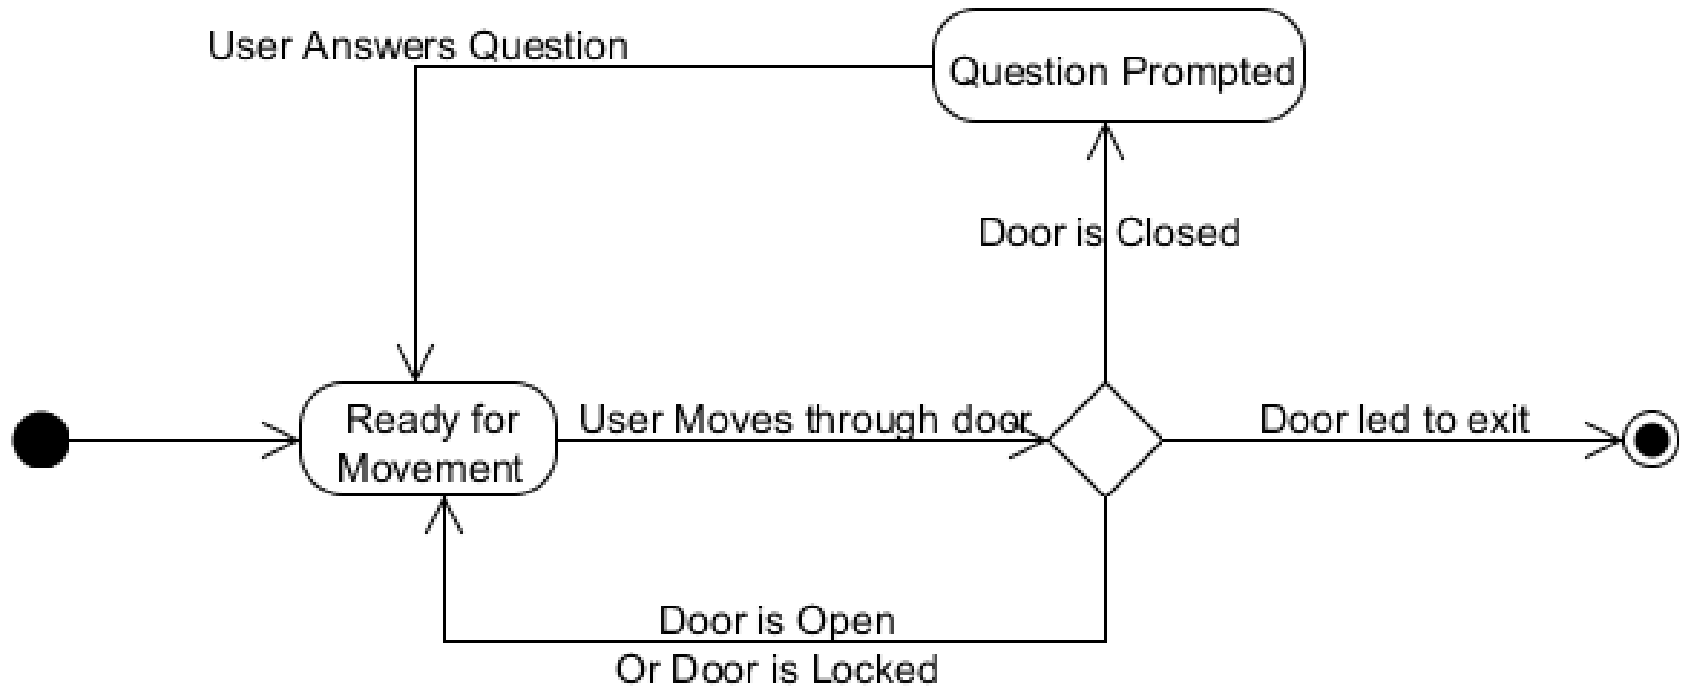 User Answers Question
Question Prompted
Door is Closed
Ready for
Movement
User Moves through door
Door led to exit
Door is Open
Or Door is Locked